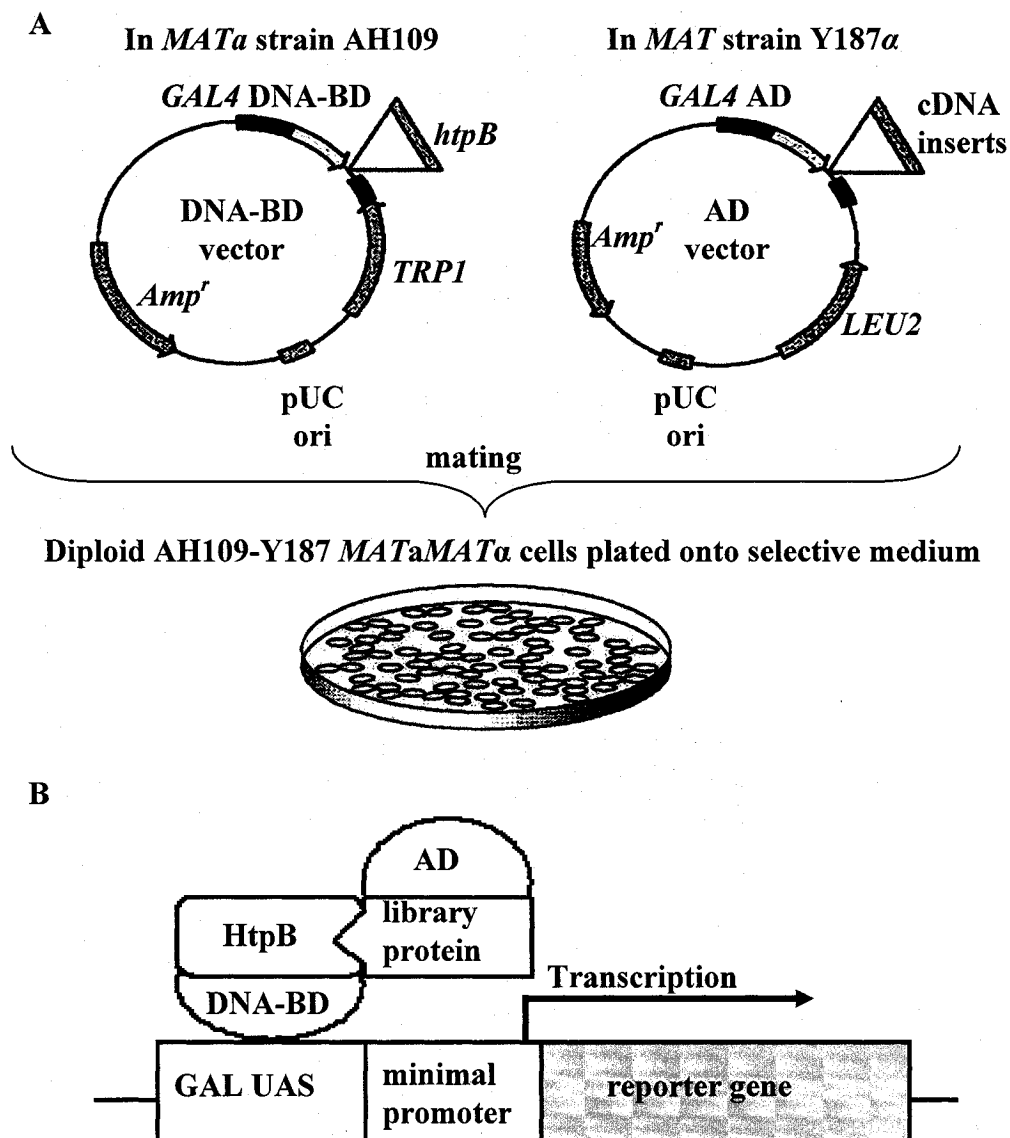 A
In MATa strain AH109
In MAT strain Y187α
GAL4 DNA-BD
htpB
DNA-BD
vector
Ampʳ
TRP1
pUC
ori
GAL4 AD
cDNA
inserts
AD
vector
Ampʳ
LEU2
pUC
ori
mating
Diploid AH109-Y187 MATaMATα cells plated onto selective medium
B
AD
HtpB
library
protein
DNA-BD
Transcription
GAL UAS
minimal
promoter
reporter gene